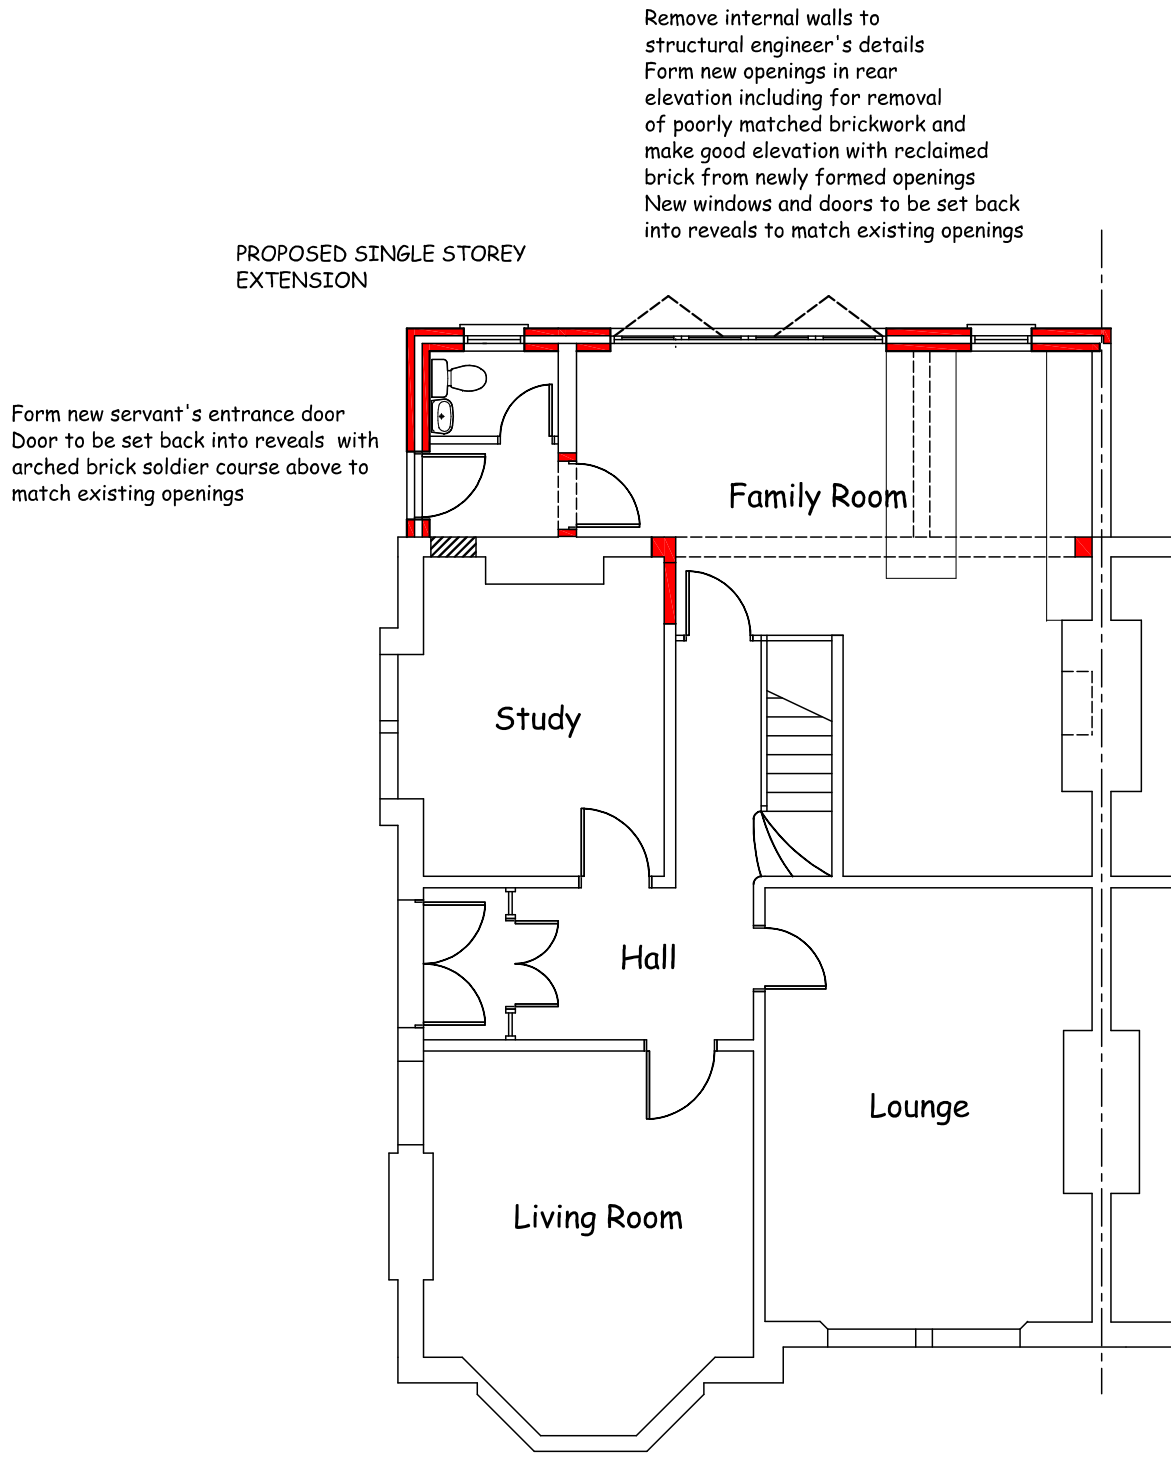 Remove internal walls to
structural engineer's details
Form new openings in rear
elevation including for removal
of poorly matched brickwork and
make good elevation with reclaimed
brick from newly formed openings
New windows and doors to be set back
into reveals to match existing openings
PROPOSED SINGLE STOREY
EXTENSION
Form new servant's entrance door
Door to be set back into reveals with
arched brick soldier course above to
match existing openings
Family Room
Study
Hall
Lounge
Living Room